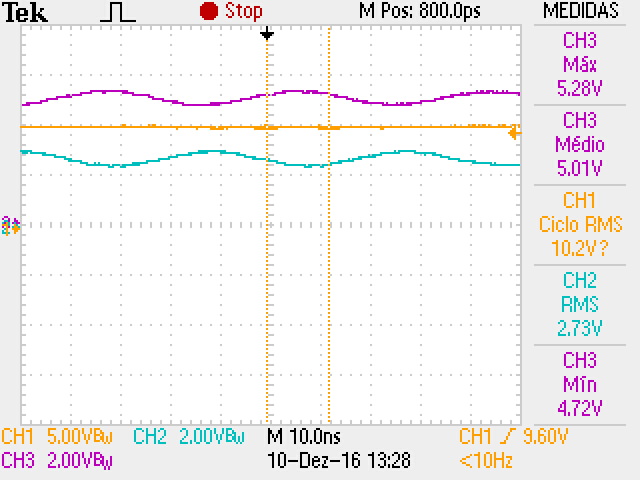 Tek Stop M Pos: 800.0ps MEDIDAS
CH3
Máx
5.28V
CH3
Médio
5.01V
CH1
Ciclo RMS
10.2V?
CH2
RMS
2.73V
CH3
Mín
4.72V
CH1 5.00VBw CH2 2.00VBw M 10.0ns CH1 9.60V
CH3 2.00VBw 10-Dez-16 13:28 <10Hz